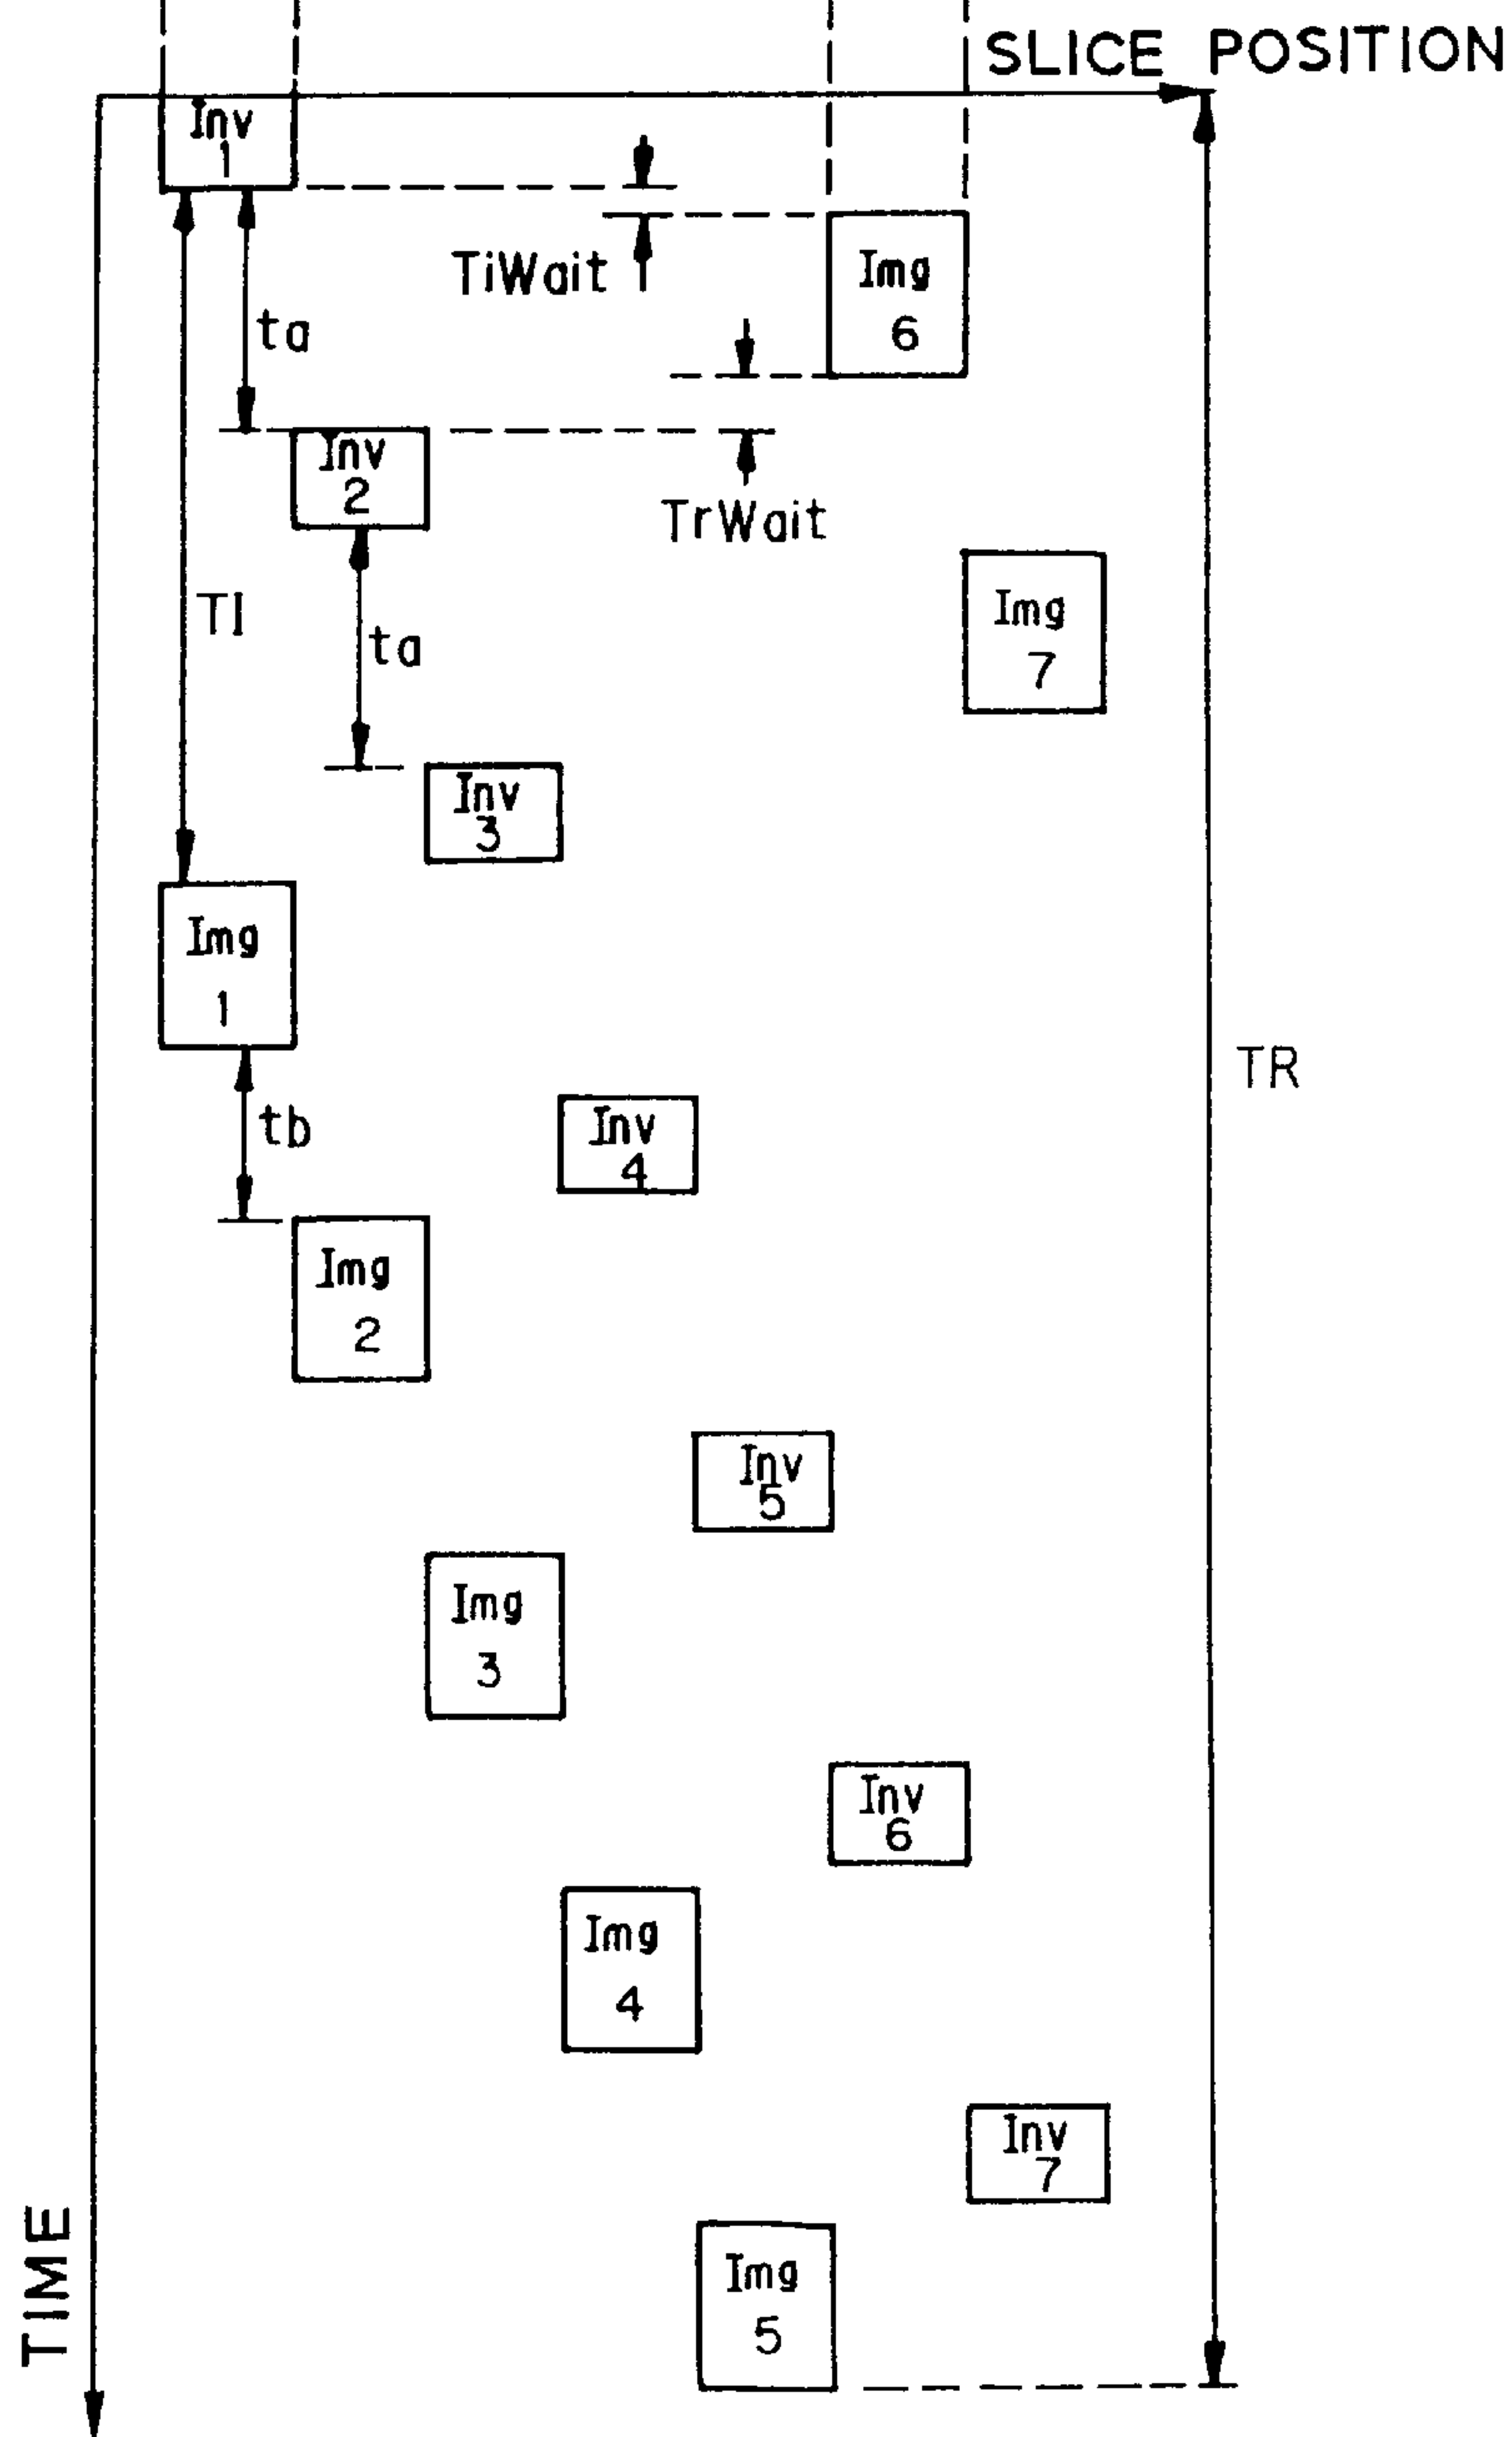 SLICE POSITION
Inv
1
TiWait
Img
6
ta
Inv
2
TrWait
TI
Img
7
ta
Inv
3
Img
1
TR
tb
Inv
4
Img
2
Inv
5
Img
3
Inv
6
Img
4
Inv
7
TIME
Img
5